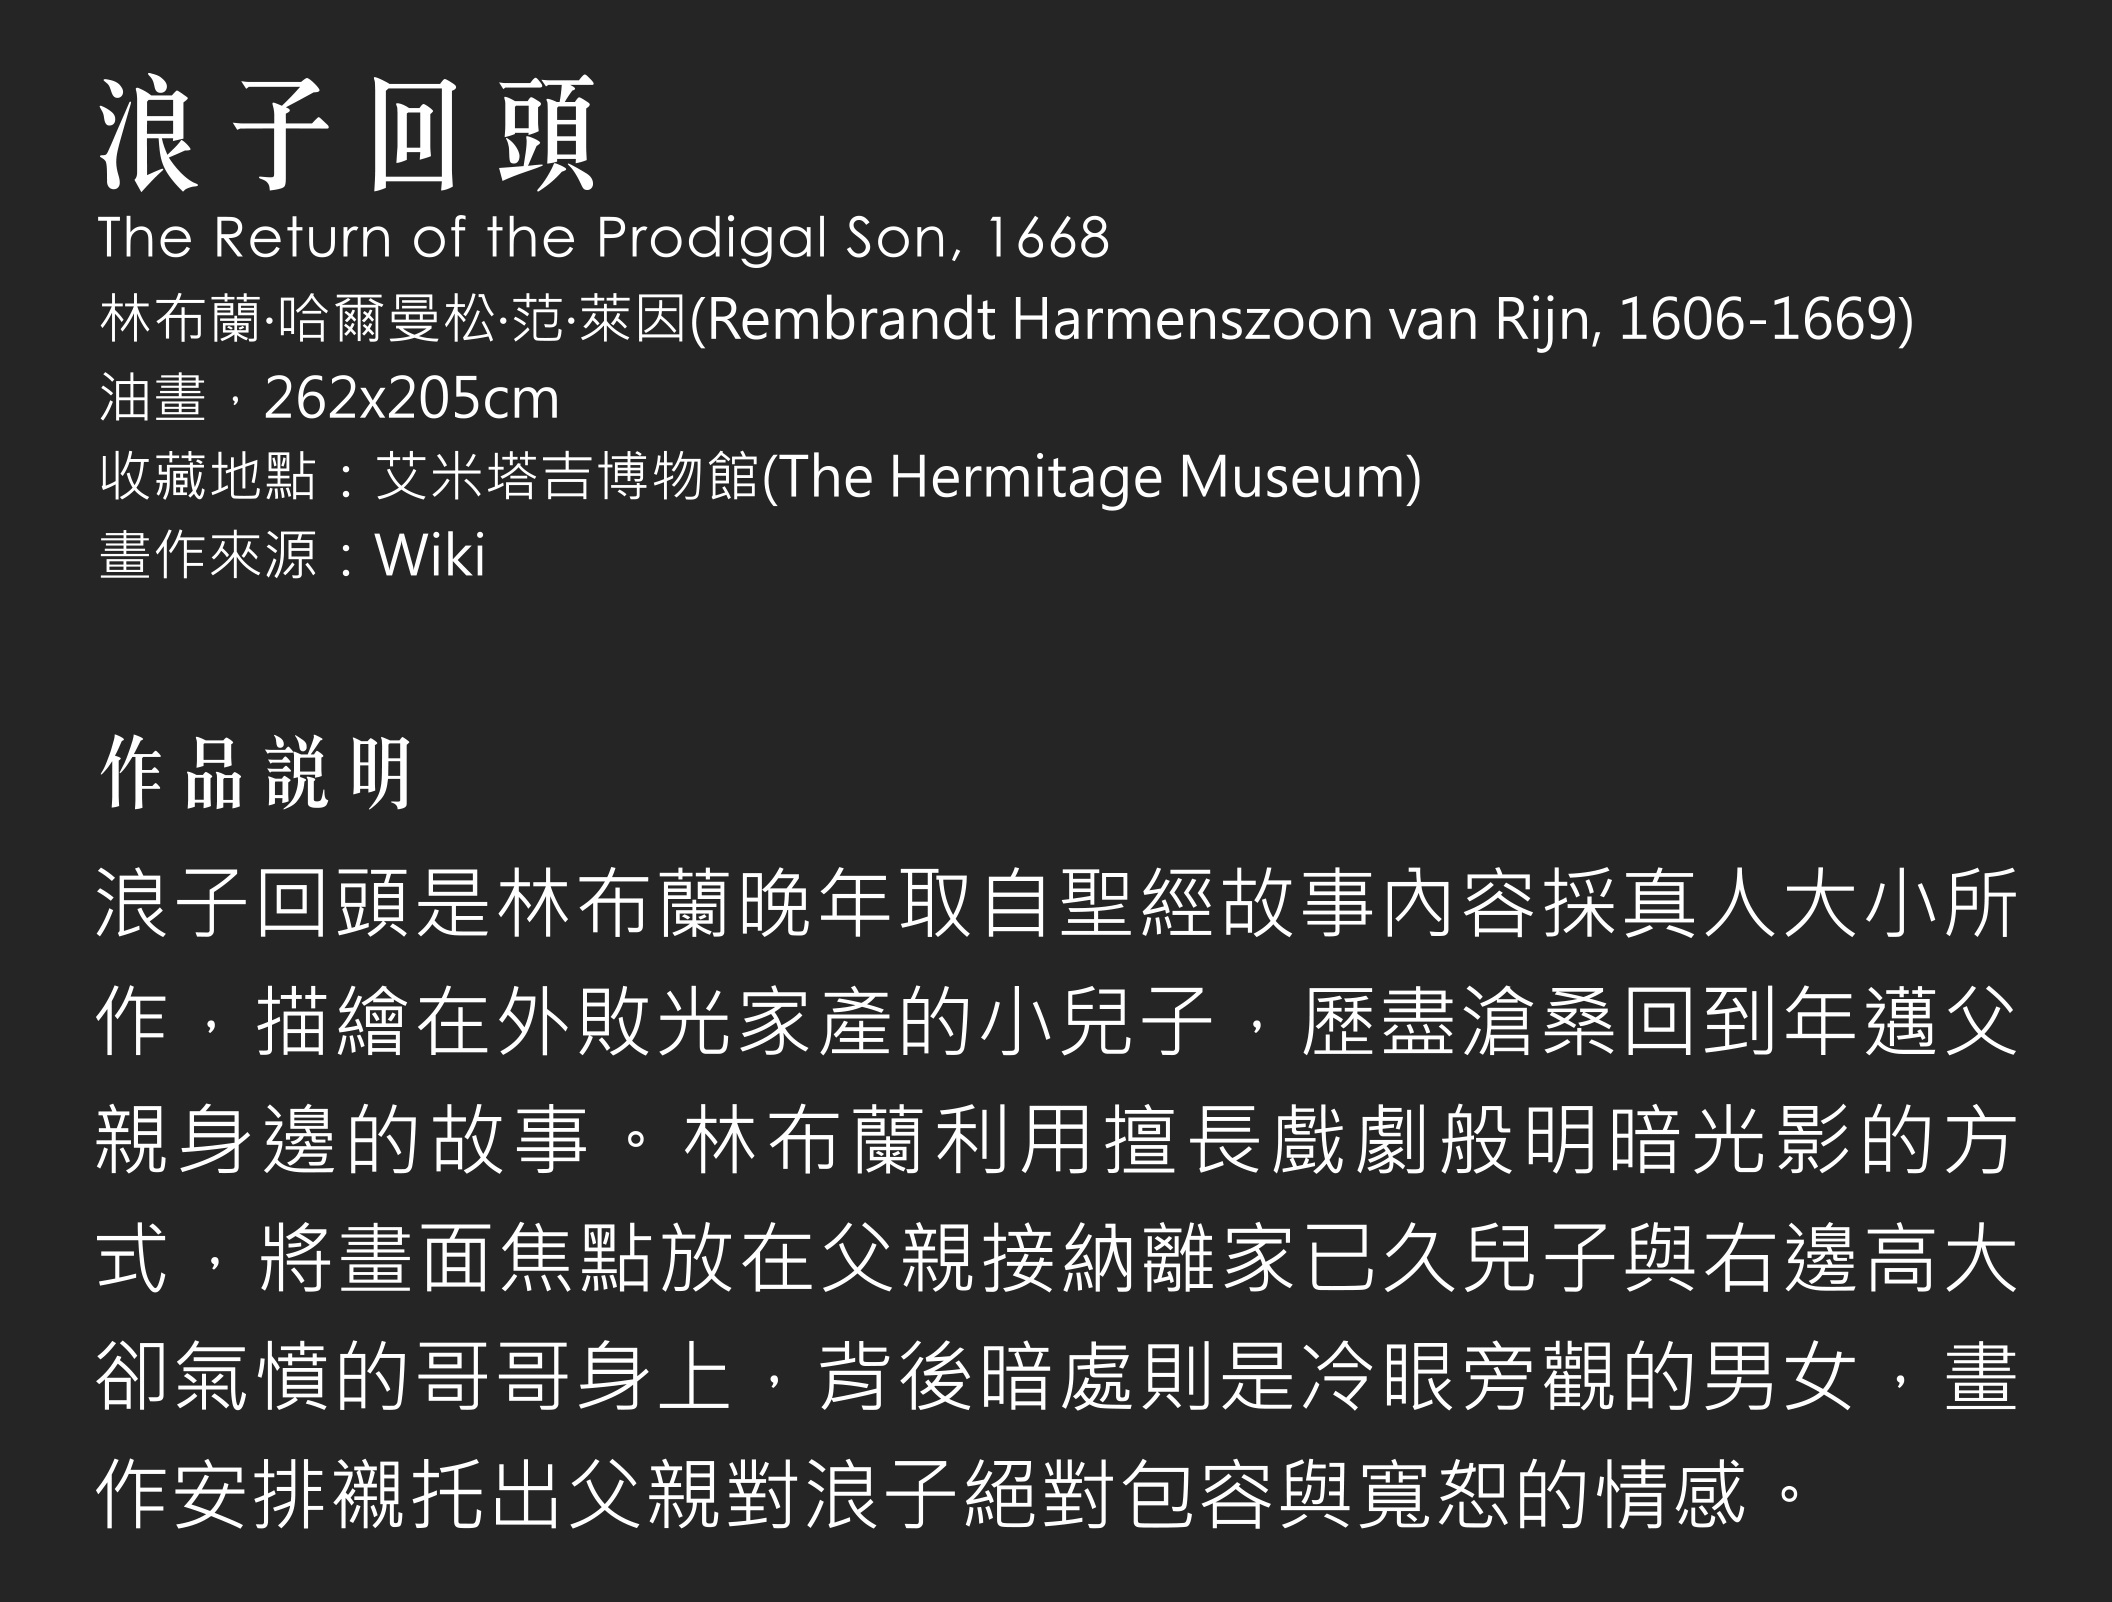 浪子回頭
The Return of the Prodigal Son, 1668
林布蘭·哈爾曼松·范·萊因(Rembrandt Harmenszoon van Rijn, 1606-1669)
油畫，262x205cm
收藏地點：艾米塔吉博物館(The Hermitage Museum)
畫作來源：Wiki
作品説明
浪子回頭是林布蘭晚年取自聖經故事內容採真人大小所
作，描繪在外敗光家產的小兒子，歷盡滄桑回到年邁父
親身邊的故事。林布蘭利用擅長戲劇般明暗光影的方
式，將畫面焦點放在父親接納離家已久兒子與右邊高大
卻氣憤的哥哥身上，背後暗處則是冷眼旁觀的男女，畫
作安排襯托出父親對浪子絕對包容與寬恕的情感。